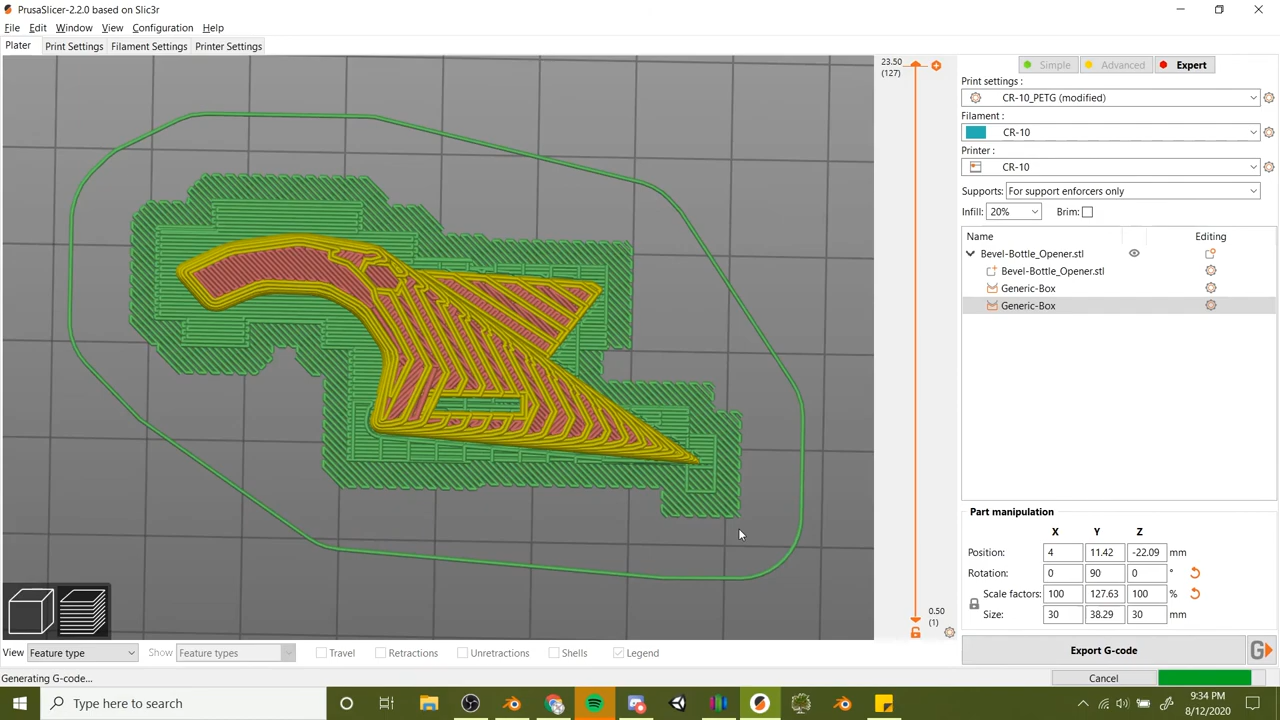 PrusaSlicer-2.2.0 based on Slic3r
File Edit Window View Configuration Help
Plater Print Settings Filament Settings Printer Settings
23.50
(127)
0.50
(1)
Simple Advanced Expert
Print settings :
CR-10_PETG (modified)
Filament :
CR-10
Printer :
CR-10
Supports: For support enforcers only
Infill: 20% Brim:
Name Editing
Bevel-Bottle_Opener.stl
Bevel-Bottle_Opener.stl
Generic-Box
Generic-Box
Part manipulation
X Y Z
Position: 4 11.42 -22.09 mm
Rotation: 0 90 0 °
Scale factors: 100 127.63 100 %
Size: 30 38.29 30 mm
Export G-code
G
View Feature type Show Feature types Travel Retractions Unretractions Shells Legend
Generating G-code... Cancel
Type here to search
9:34 PM
8/12/2020